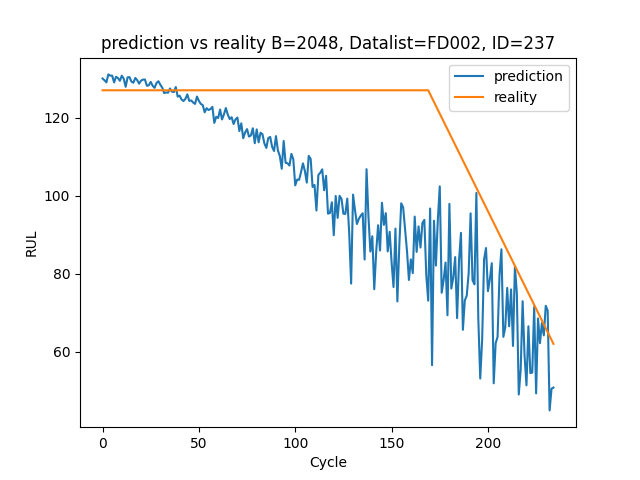 prediction vs reality B=2048, Datalist=FD002, ID=237
prediction
reality
120
100
80
60
RUL
0
50
100
150
200
Cycle